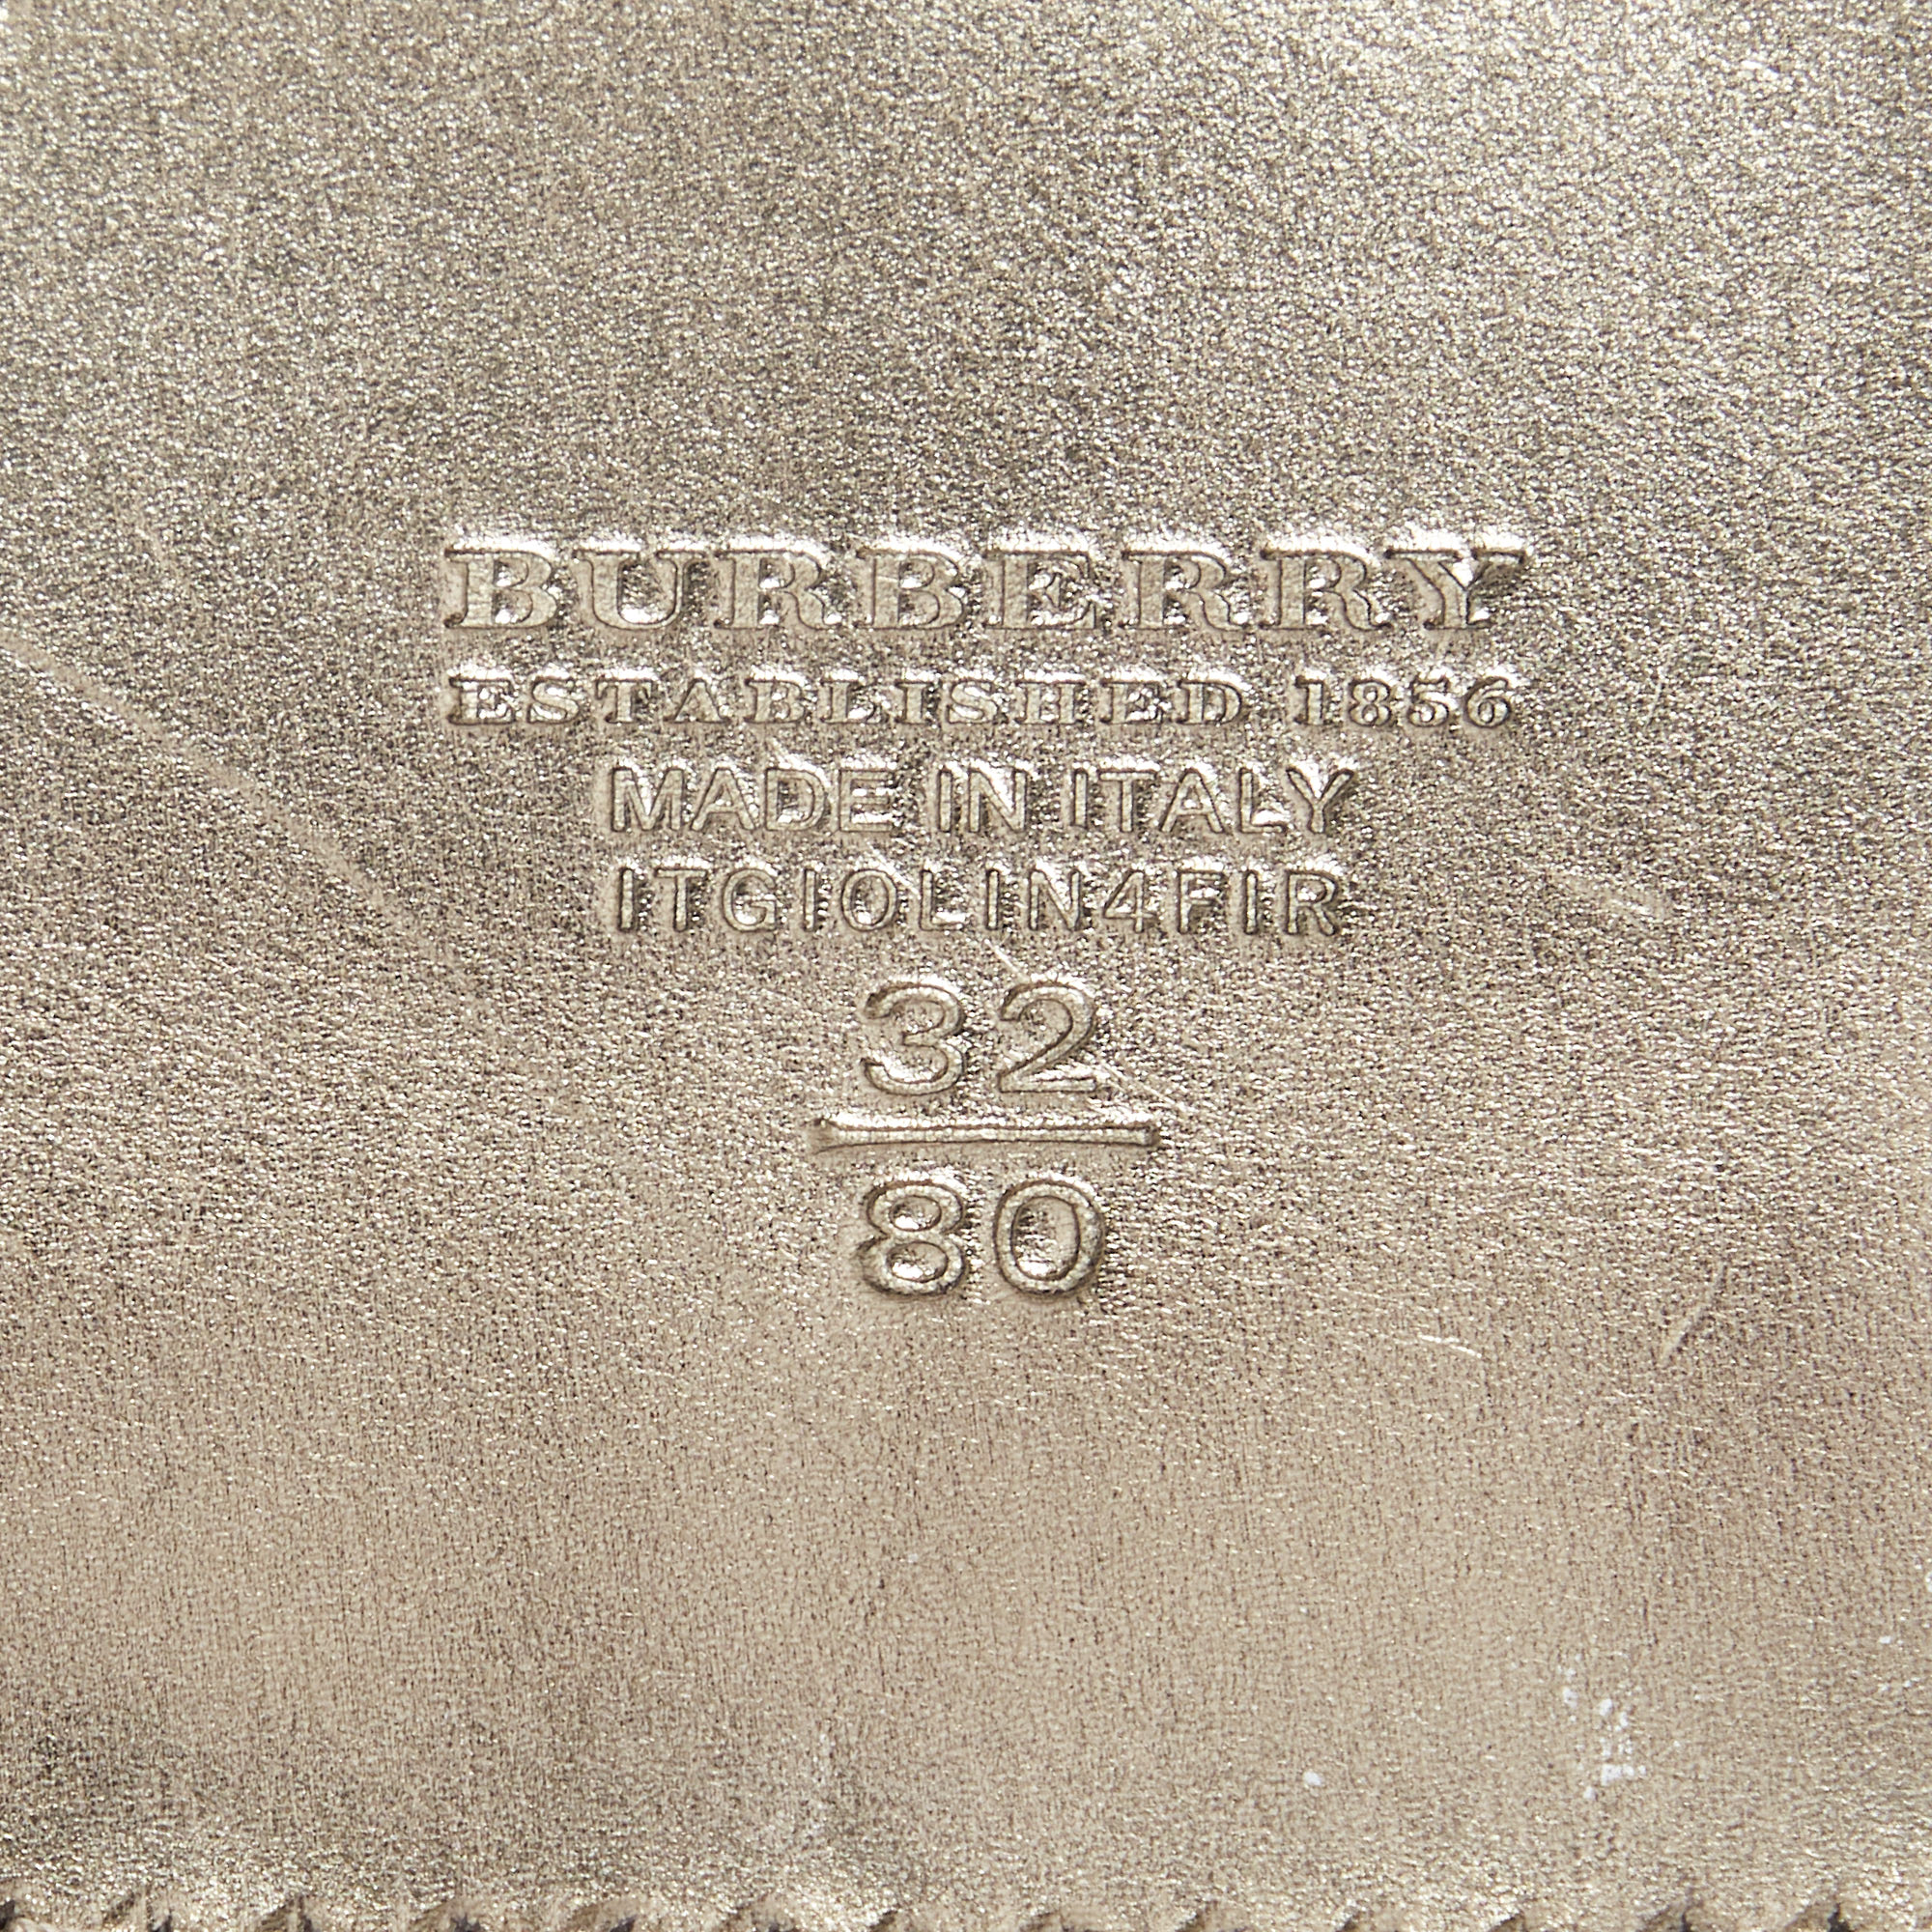 BURBERRY
ESTABLISHED 1856
MADE IN ITALY
ITGIOLIN4FIR
32
80